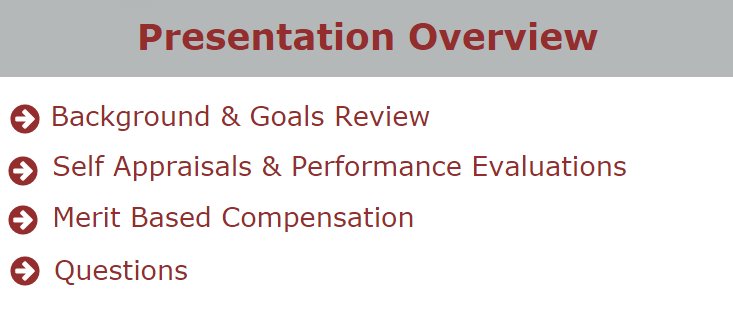 Presentation Overview
Background & Goals Review
Self Appraisals & Performance Evaluations
Merit Based Compensation
Questions